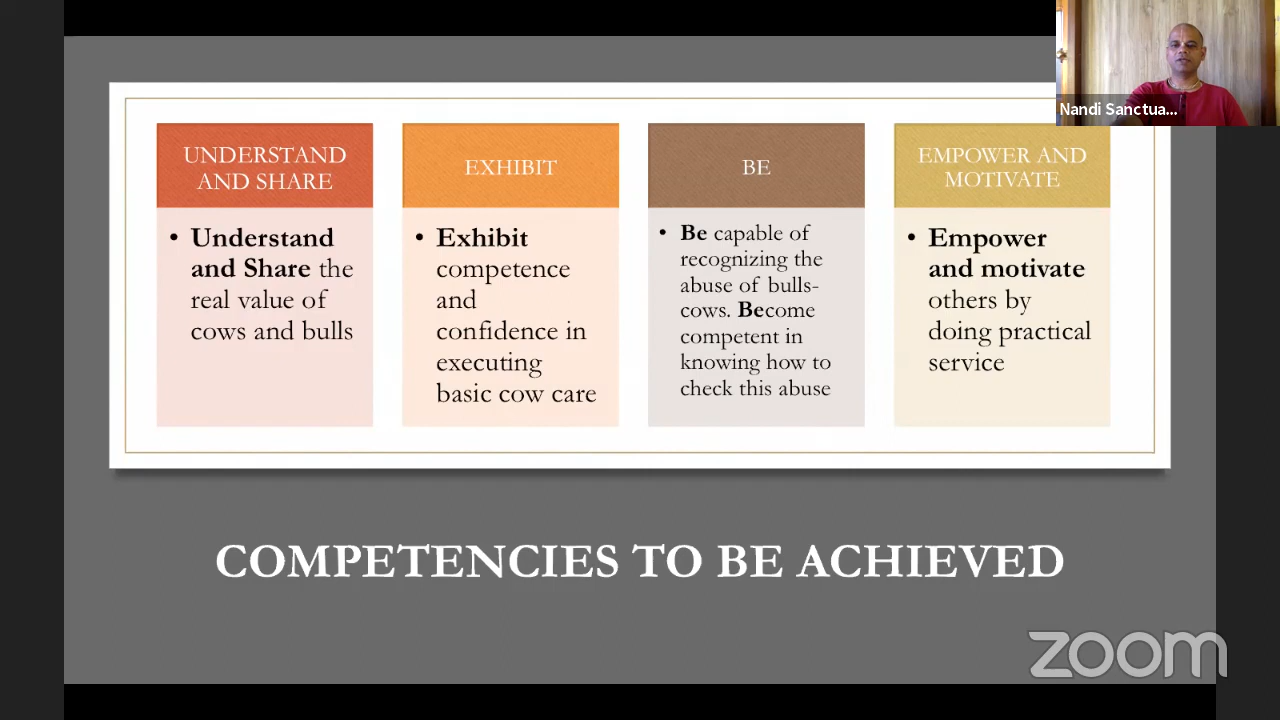 Nandi Sanctua...
UNDERSTAND
AND SHARE
• Understand
and Share the
real value of
cows and bulls
EXHIBIT
• Exhibit
competence
and
confidence in
executing
basic cow care
BE
• Be capable of
recognizing the
abuse of bulls-
cows. Become
competent in
knowing how to
check this abuse
EMPOWER AND
MOTIVATE
• Empower
and motivate
others by
doing practical
service
COMPETENCIES TO BE ACHIEVED
zoom